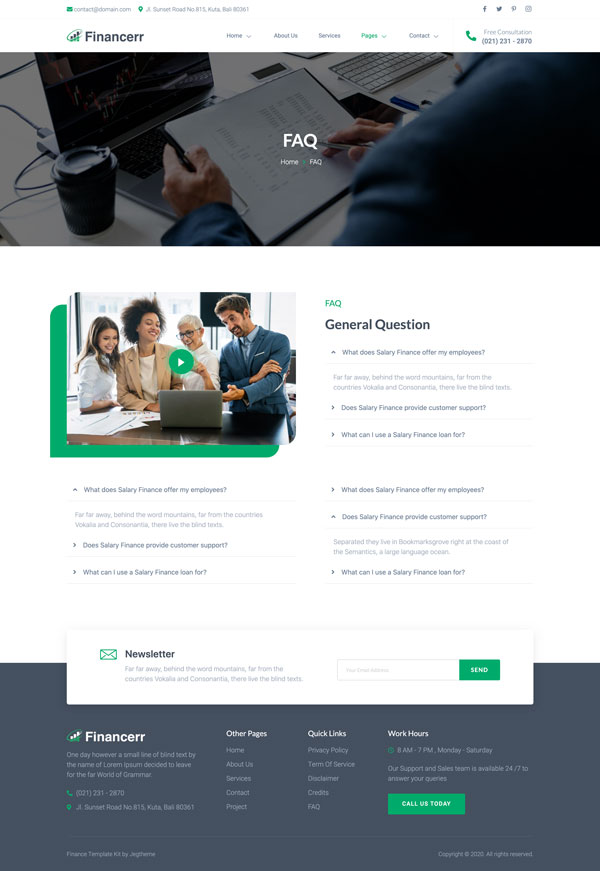 contact@domain.com Jl. Sunset Road No.815, Kuta, Bali 80361
Financerr
Home About Us Services Pages Contact
Free Consultation
(021) 231 - 2870
FAQ
Home FAQ
FAQ
General Question
What does Salary Finance offer my employees?
Far far away, behind the word mountains, far from the
countries Vokalia and Consonantia, there live the blind texts.
Does Salary Finance provide customer support?
What can I use a Salary Finance loan for?
What does Salary Finance offer my employees?
Far far away, behind the word mountains, far from the countries
Vokalia and Consonantia, there live the blind texts.
Does Salary Finance provide customer support?
What can I use a Salary Finance loan for?
What does Salary Finance offer my employees?
Does Salary Finance provide customer support?
Separated they live in Bookmarksgrove right at the coast of
the Semantics, a large language ocean.
What can I use a Salary Finance loan for?
Newsletter
Far far away, behind the word mountains, far from the
countries Vokalia and Consonantia, there live the blind texts.
Your Email Address
SEND
Financerr
One day however a small line of blind text by
the name of Lorem Ipsum decided to leave
for the far World of Grammar.
(021) 231 - 2870
Jl. Sunset Road No.815, Kuta, Bali 80361
Other Pages
Home
About Us
Services
Contact
Project
Quick Links
Privacy Policy
Term Of Service
Disclaimer
Credits
FAQ
Work Hours
8 AM - 7 PM , Monday - Saturday
Our Support and Sales team is available 24 /7 to
answer your queries
CALL US TODAY
Finance Template Kit by Jegtheme
Copyright © 2020. All rights reserved.